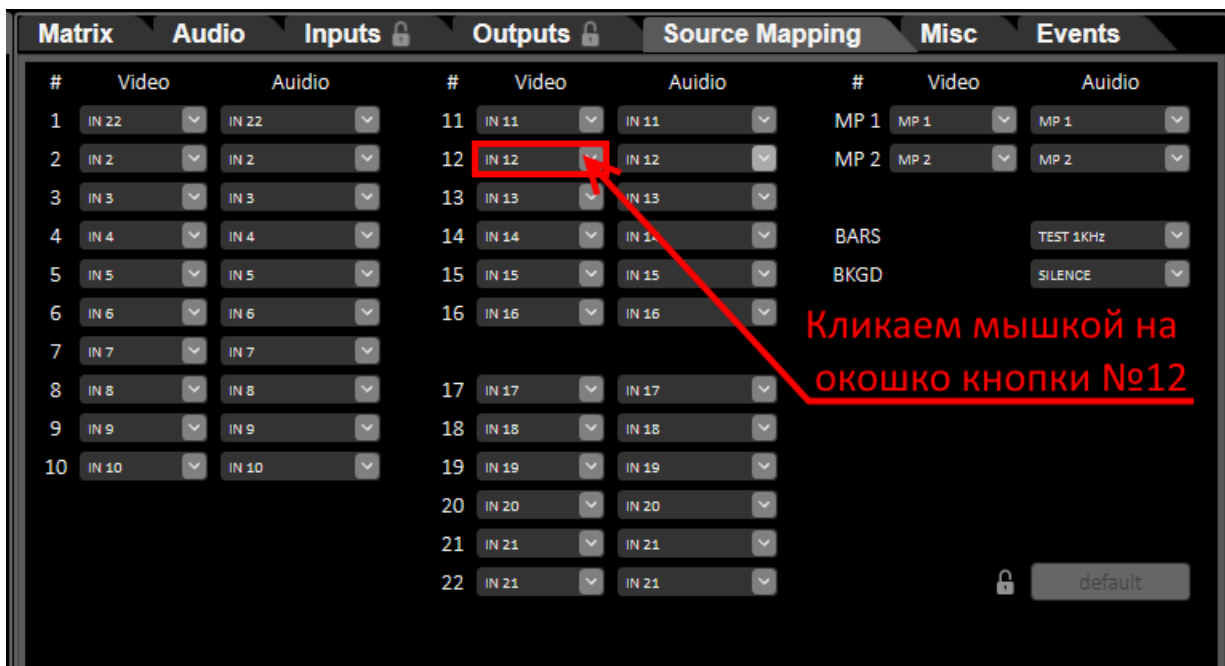 Matrix Audio Inputs Outputs Source Mapping Misc Events
# Video Auidio # Video Auidio # Video Auidio
1 IN 22 IN 22 11 IN 11 IN 11 MP 1 MP 1 MP 1
2 IN 2 IN 2 12 IN 12 IN 12 MP 2 MP 2 MP 2
3 IN 3 IN 3 13 IN 13 IN 13
4 IN 4 IN 4 14 IN 14 IN 14 BARS TEST 1KHz
5 IN 5 IN 5 15 IN 15 IN 15 BKGD SILENCE
6 IN 6 IN 6 16 IN 16 IN 16
Кликаем мышкой на
7 IN 7 IN 7
окошко кнопки №12
8 IN 8 IN 8 17 IN 17 IN 17
9 IN 9 IN 9 18 IN 18 IN 18
10 IN 10 IN 10 19 IN 19 IN 19
20 IN 20 IN 20
21 IN 21 IN 21
22 IN 21 IN 21 default